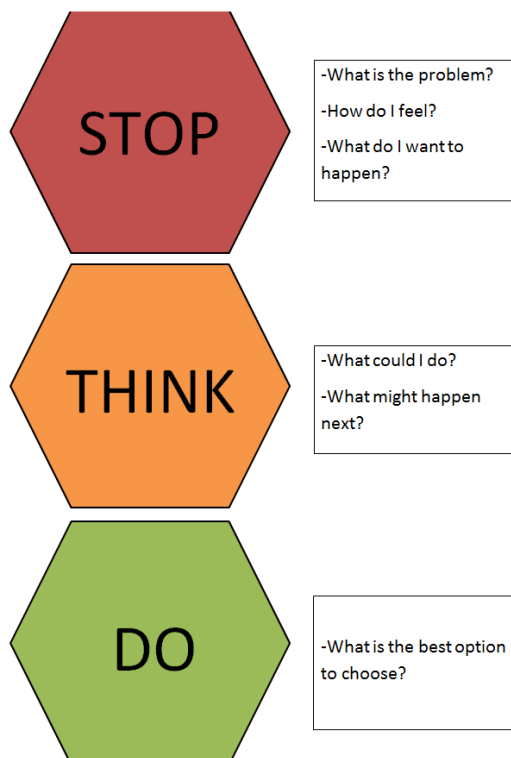 STOP
-What is the problem?
-How do I feel?
-What do I want to
happen?
THINK
-What could I do?
-What might happen
next?
DO
-What is the best option
to choose?